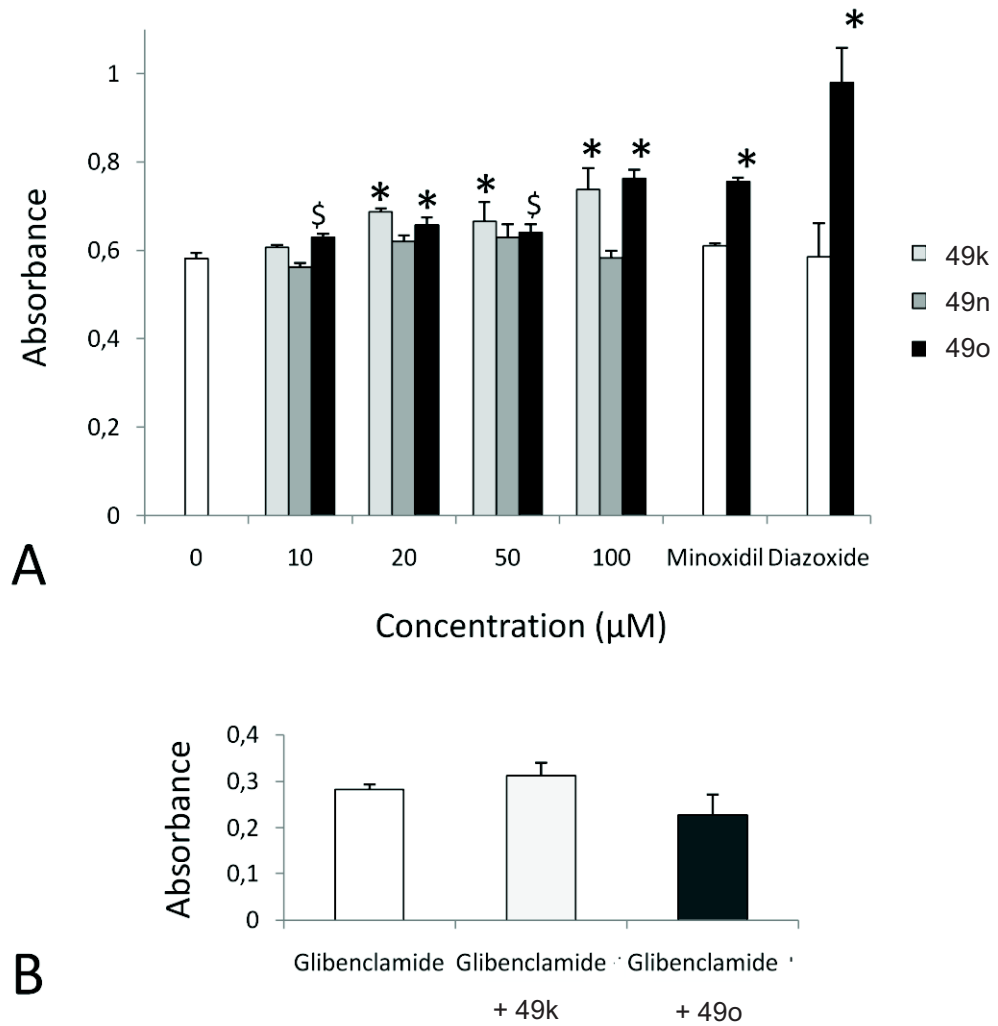 *
1
0,8
0,6
0,4
0,2
0
Absorbance
$ * * * $ * * *
49k
49n
49o
0 10 20 50 100 Minoxidil Diazoxide
A
Concentration (µM)
0,4
0,3
0,2
0,1
0
Absorbance
Glibenclamide Glibenclamide Glibenclamide
+ 49k + 49o
B